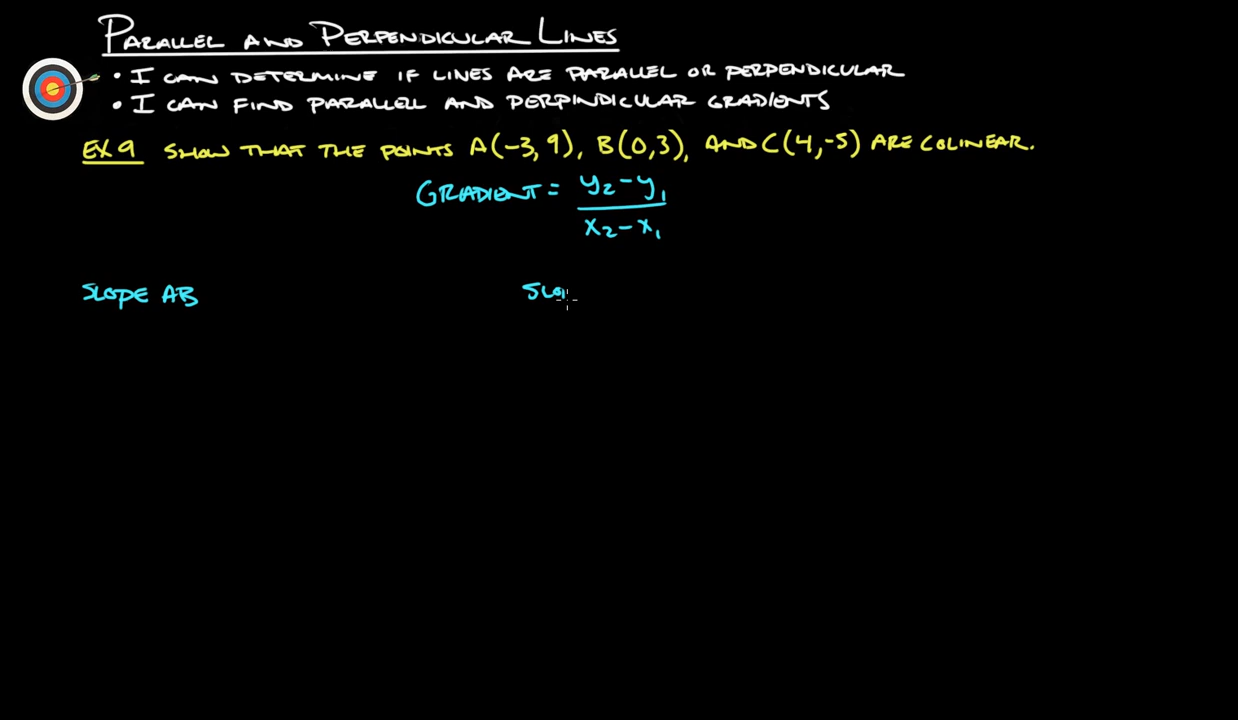 PARALLEL AND PERPENDICULAR LINES
• I CAN DETERMINE IF LINES ARE PARALLEL OR PERPENDICULAR
• I CAN FIND PARALLELL AND PERPINDICULAR GRADIENTS
EX 9 SHOW THAT THE POINTS A(-3, 9), B(0,3), AND C(4,-5) ARE COLINEAR.
GRADIENT = y₂-y₁
x₂-x₁
SLOPE AB SLO